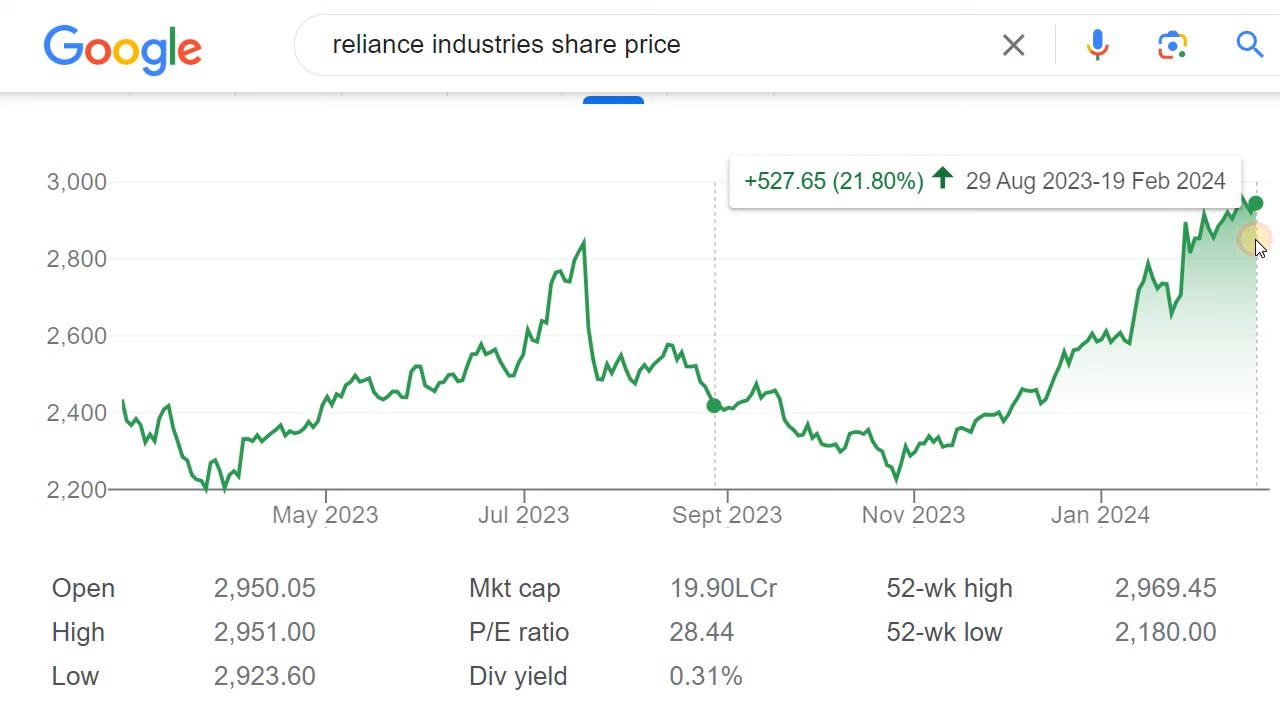 Google
reliance industries share price
+527.65 (21.80%) 29 Aug 2023-19 Feb 2024
3,000
2,800
2,600
2,400
2,200
May 2023 Jul 2023 Sept 2023 Nov 2023 Jan 2024
Open 2,950.05 Mkt cap 19.90LCr 52-wk high 2,969.45
High 2,951.00 P/E ratio 28.44 52-wk low 2,180.00
Low 2,923.60 Div yield 0.31%